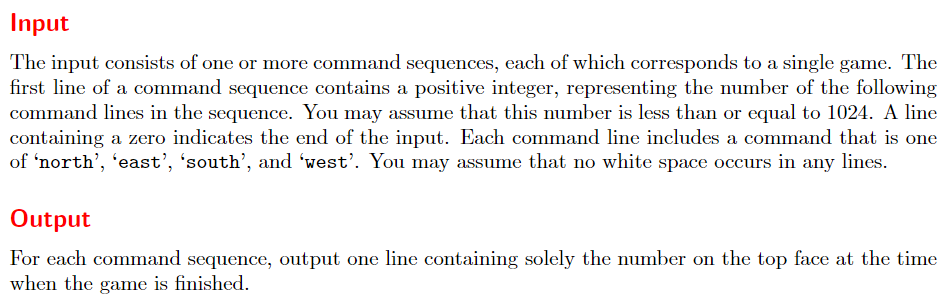 Input
The input consists of one or more command sequences, each of which corresponds to a single game. The
first line of a command sequence contains a positive integer, representing the number of the following
command lines in the sequence. You may assume that this number is less than or equal to 1024. A line
containing a zero indicates the end of the input. Each command line includes a command that is one
of ‘north’, ‘east’, ‘south’, and ‘west’. You may assume that no white space occurs in any lines.
Output
For each command sequence, output one line containing solely the number on the top face at the time
when the game is finished.